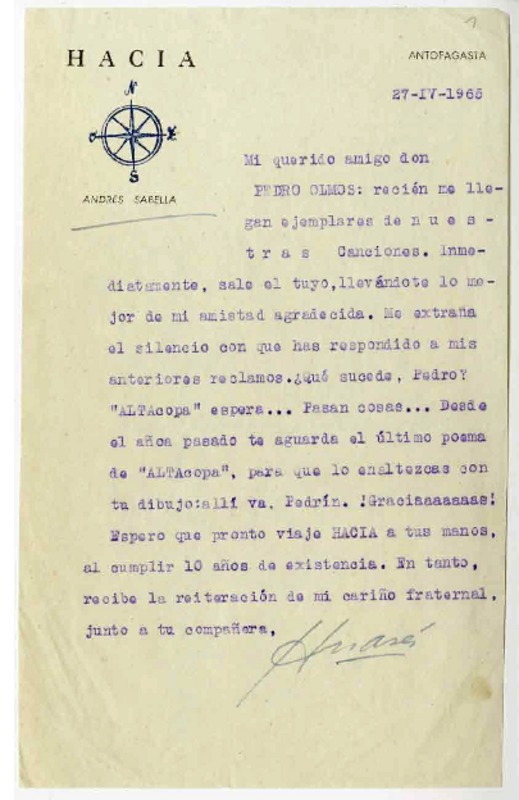 1
HACIA
ANTOFAGASTA
27-IV-1965
N
O E
S
ANDRÉS SABELLA
Mi querido amigo don
PEDRO OLMOS: recién me lle-
gan ejemplares de n u e s -
t r a s Canciones. Inme-
diatamente, sale el tuyo,llevándote lo me-
jor de mi amistad agradecida. Me extraña
el silencio con que has respondido a mis
anteriores reclamos.¿Qué sucede, Pedro?
"ALTAcopa" espera... Pasan cosas... Desde
el añoa pasado te aguarda el último poema
de "ALTAcopa", para que lo enaltezcas con
tu dibujo:allí va, Pedrín. !Graciaaaaaaas!
Espero que pronto viaje HACIA a tus manos,
al cumplir 10 años de existencia. En tanto,
recibe la reiteración de mi cariño fraternal,
junto a tu compañera,
Andrés